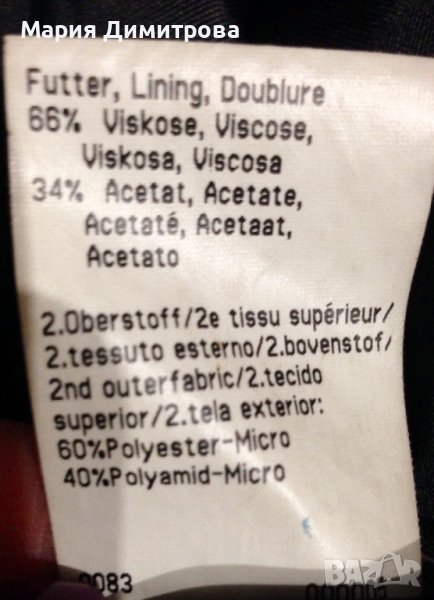 Мария Димитрова
Futter, Lining, Doublure
66% Viskose, Viscose,
Viskosa, Viscosa
34% Acetat, Acetate,
Acetaté, Acetaat,
Acetato
2.Oberstoff/2e tissu supérieur/
2.tessuto esterno/2.bovenstof/
2nd outerfabric/2.tecido
superior/2.tela exterior:
60%Polyester-Micro
40%Polyamid-Micro
0083
BAZAR